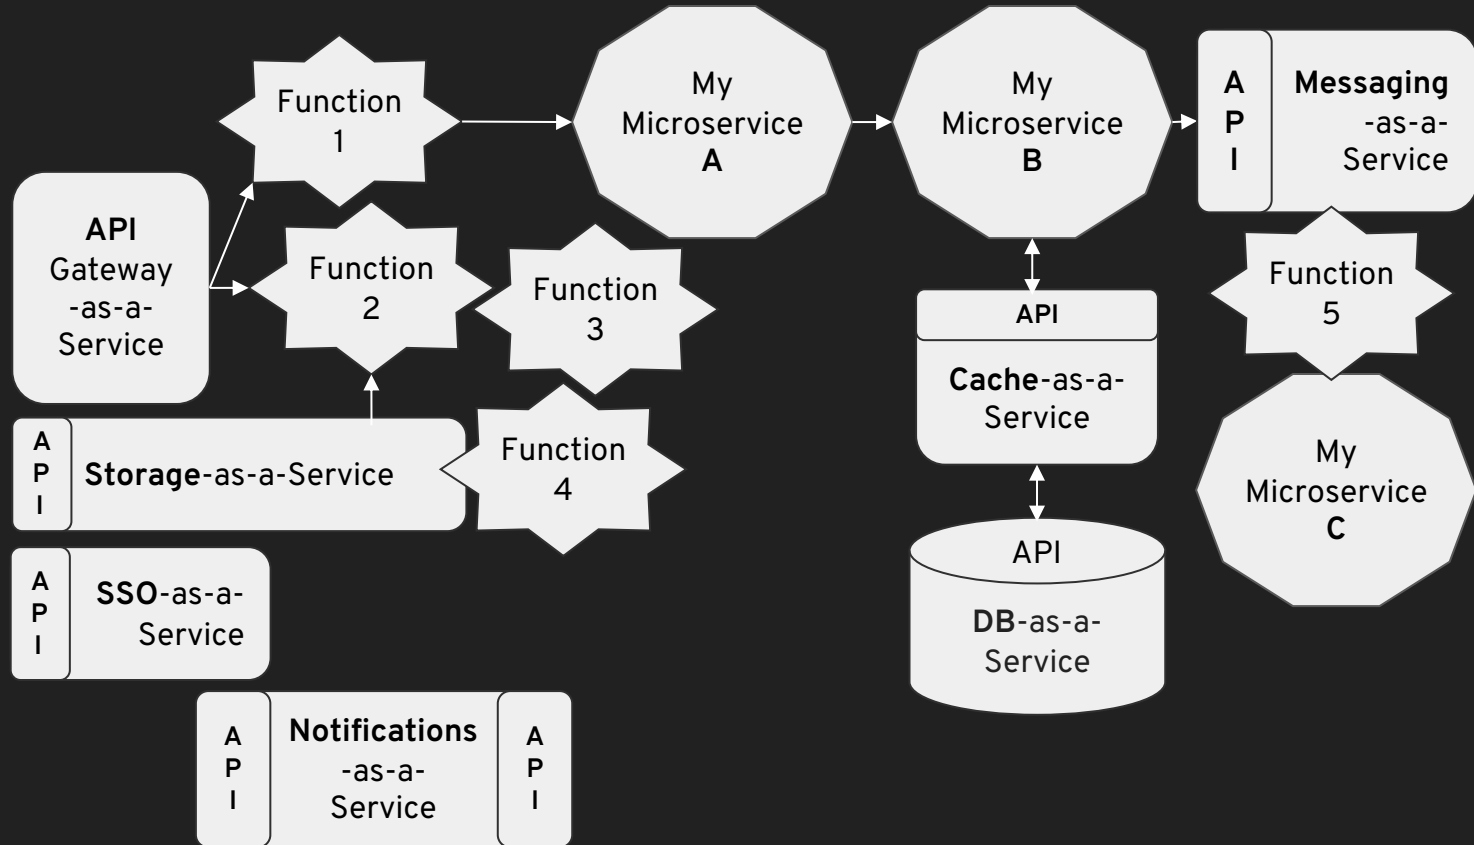 Function
1
My
Microservice
A
My
Microservice
B
A
P
I
Messaging
-as-a-
Service
API
Gateway
-as-a-
Service
Function
2
Function
3
API
Cache-as-a-
Service
Function
5
A
P
I
Storage-as-a-Service
Function
4
My
Microservice
C
A
P
I
SSO-as-a-
Service
API
DB-as-a-
Service
A
P
I
Notifications
-as-a-
Service
A
P
I